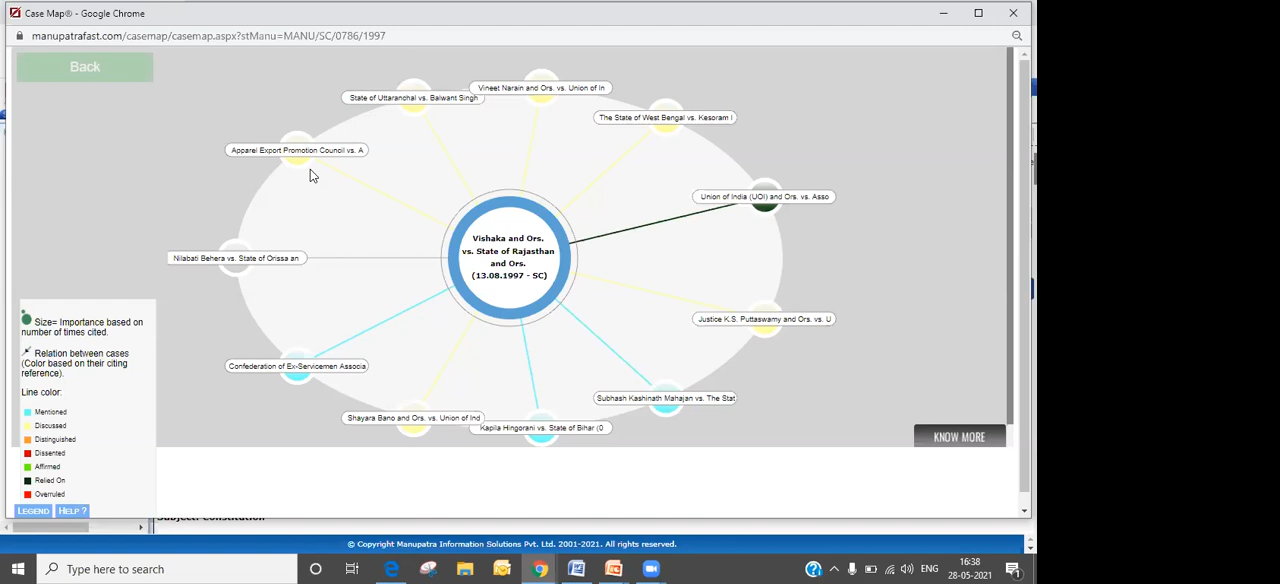 Case Map® - Google Chrome
manupatrafast.com/casemap/casemap.aspx?stManu=MANU/SC/0786/1997
Back
Vineet Narain and Ors. vs. Union of In
State of Uttaranchal vs. Balwant Singh
The State of West Bengal vs. Kesoram I
Apparel Export Promotion Council vs. A
Union of India (UOI) and Ors. vs. Asso
Vishaka and Ors.
vs. State of Rajasthan
and Ors.
(13.08.1997 - SC)
Nilabati Behera vs. State of Orissa an
Justice K.S. Puttaswamy and Ors. vs. U
Confederation of Ex-Servicemen Associa
Subhash Kashinath Mahajan vs. The Stat
Shayara Bano and Ors. vs. Union of Ind
Kapila Hingorani vs. State of Bihar (0
Size= Importance based on
number of times cited.
Relation between cases
(Color based on their citing
reference).
Line color:
Mentioned
Discussed
Distinguished
Dissented
Affirmed
Relied On
Overruled
LEGEND HELP ?
KNOW MORE
© Copyright Manupatra Information Solutions Pvt. Ltd. 2001-2021. All rights reserved.
Type here to search
ENG
16:38
28-05-2021